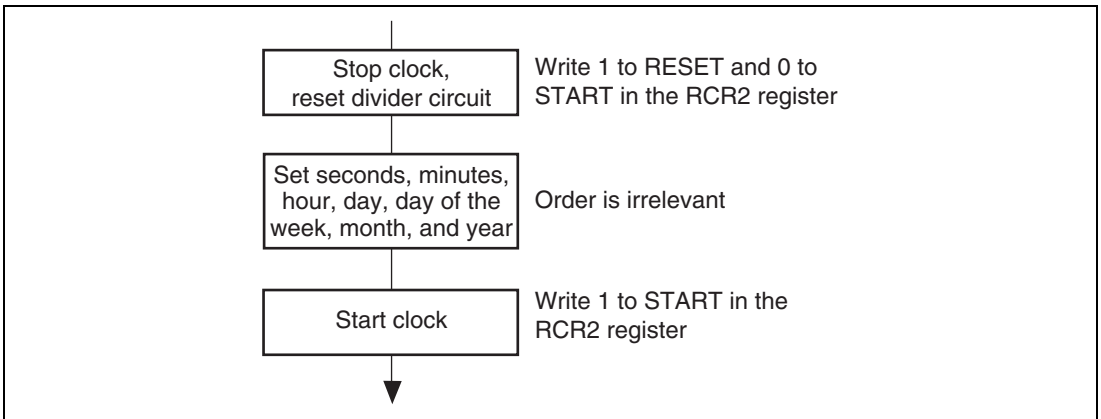 Stop clock,
reset divider circuit
Write 1 to RESET and 0 to
START in the RCR2 register
Set seconds, minutes,
hour, day, day of the
week, month, and year
Order is irrelevant
Start clock
Write 1 to START in the
RCR2 register